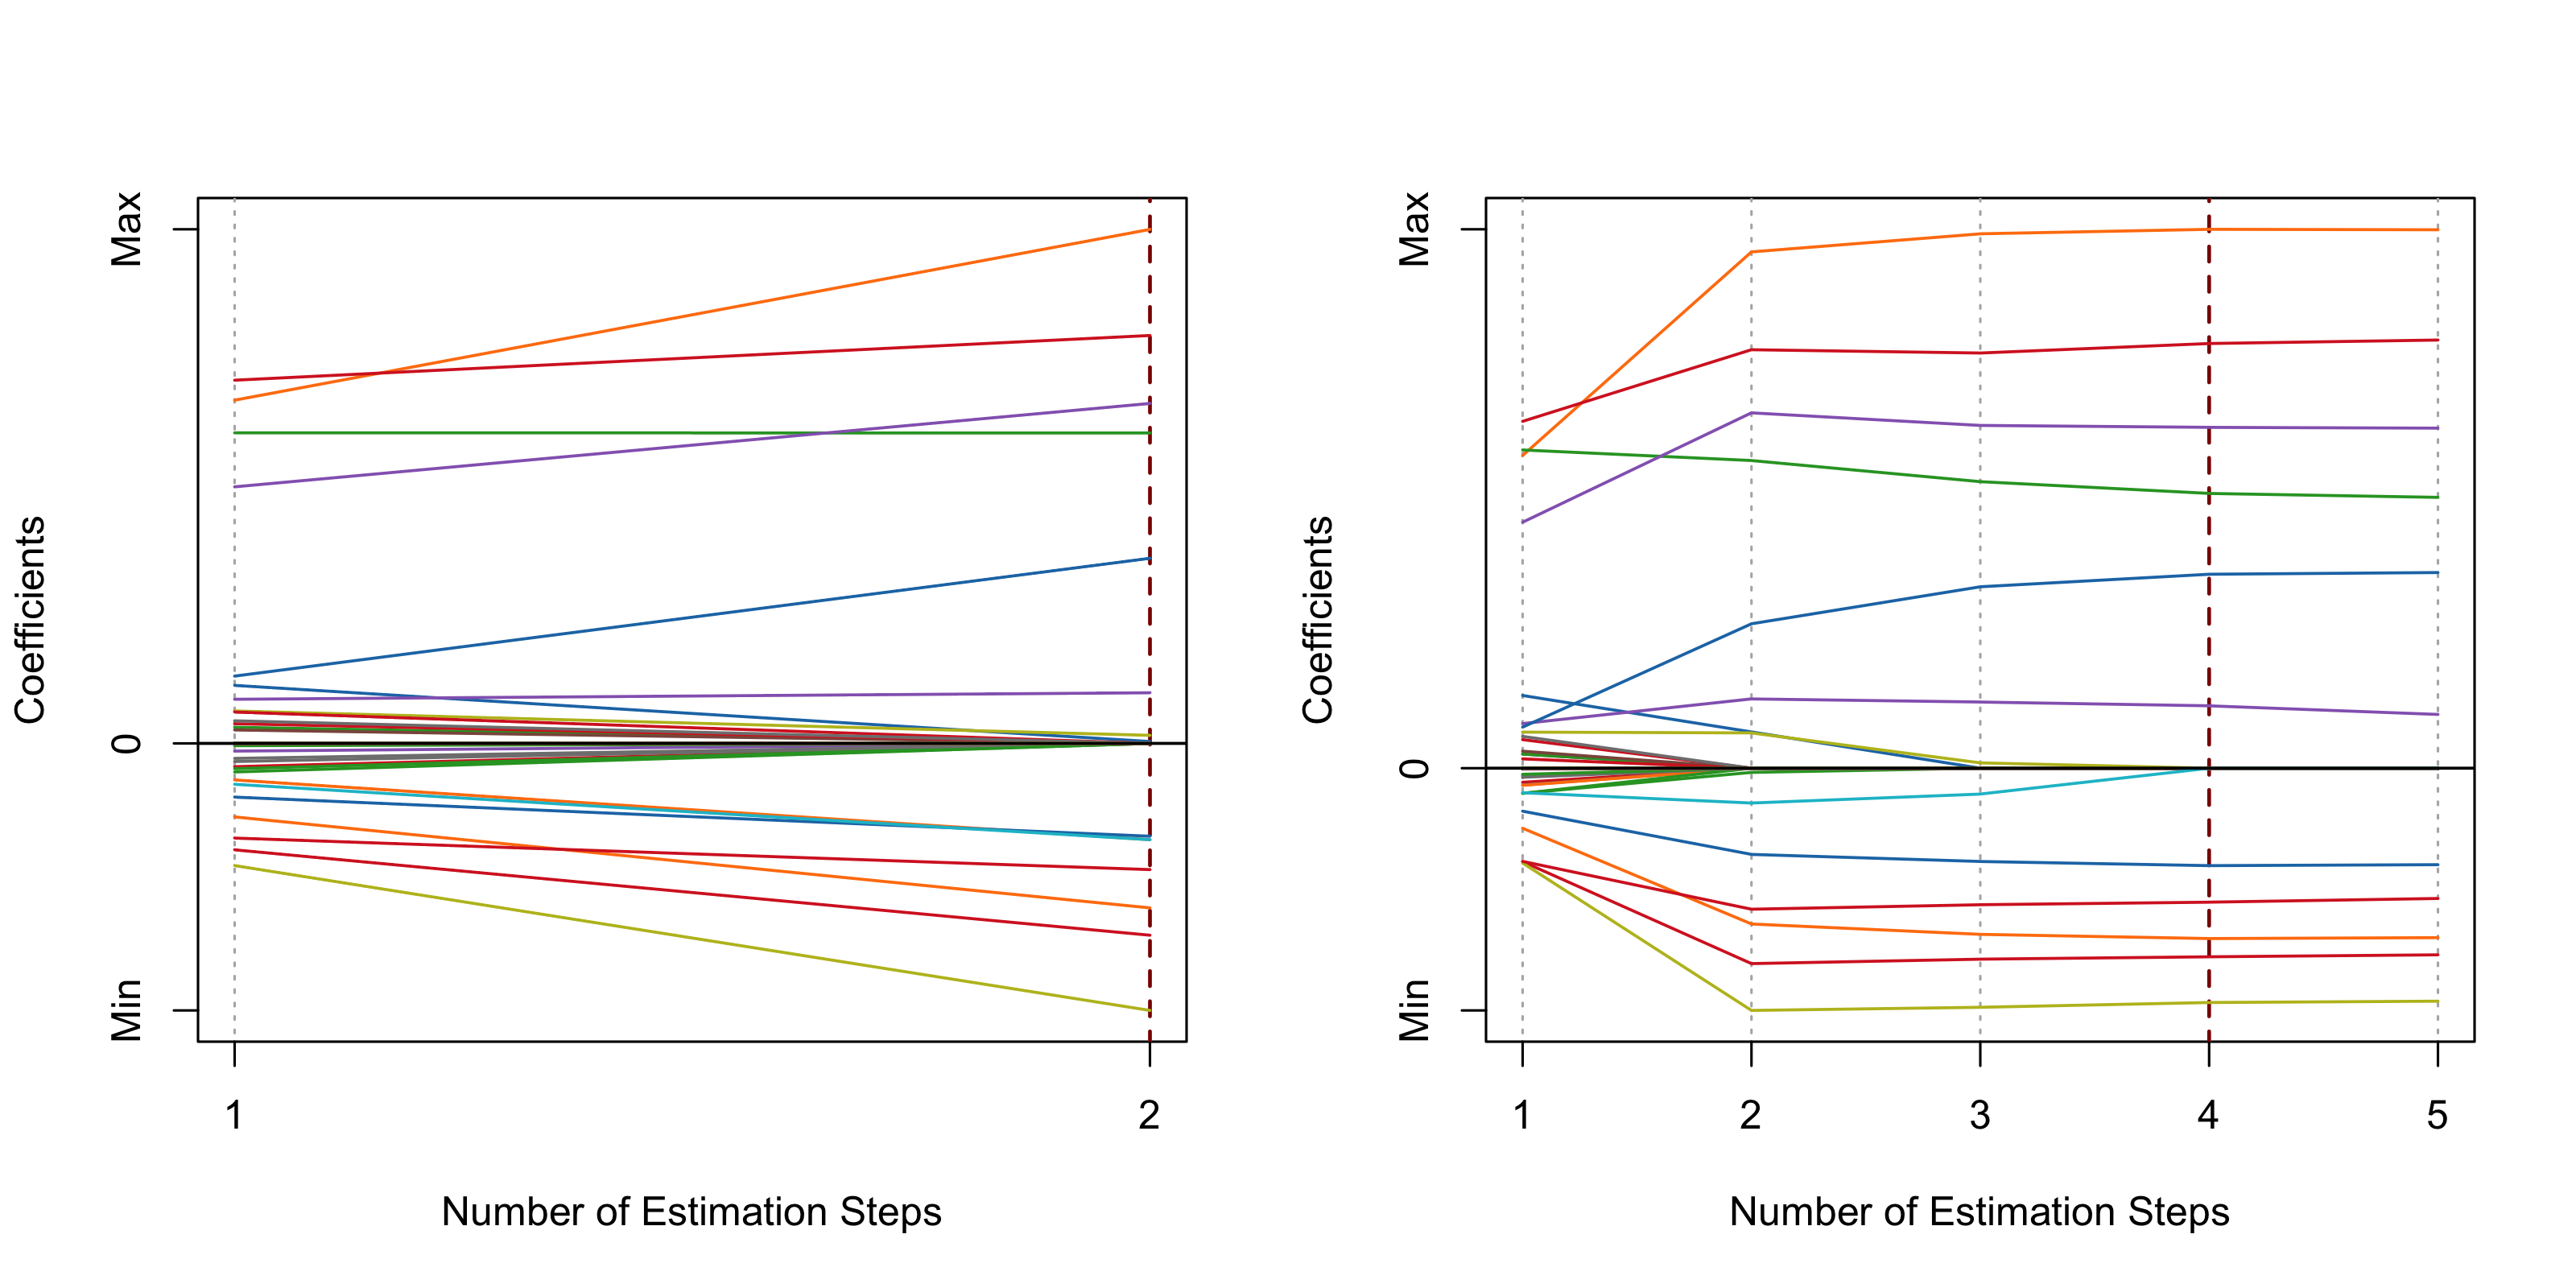 Coefficients
Max
0
Min
1 2
Number of Estimation Steps
Coefficients
Max
0
Min
1 2 3 4 5
Number of Estimation Steps